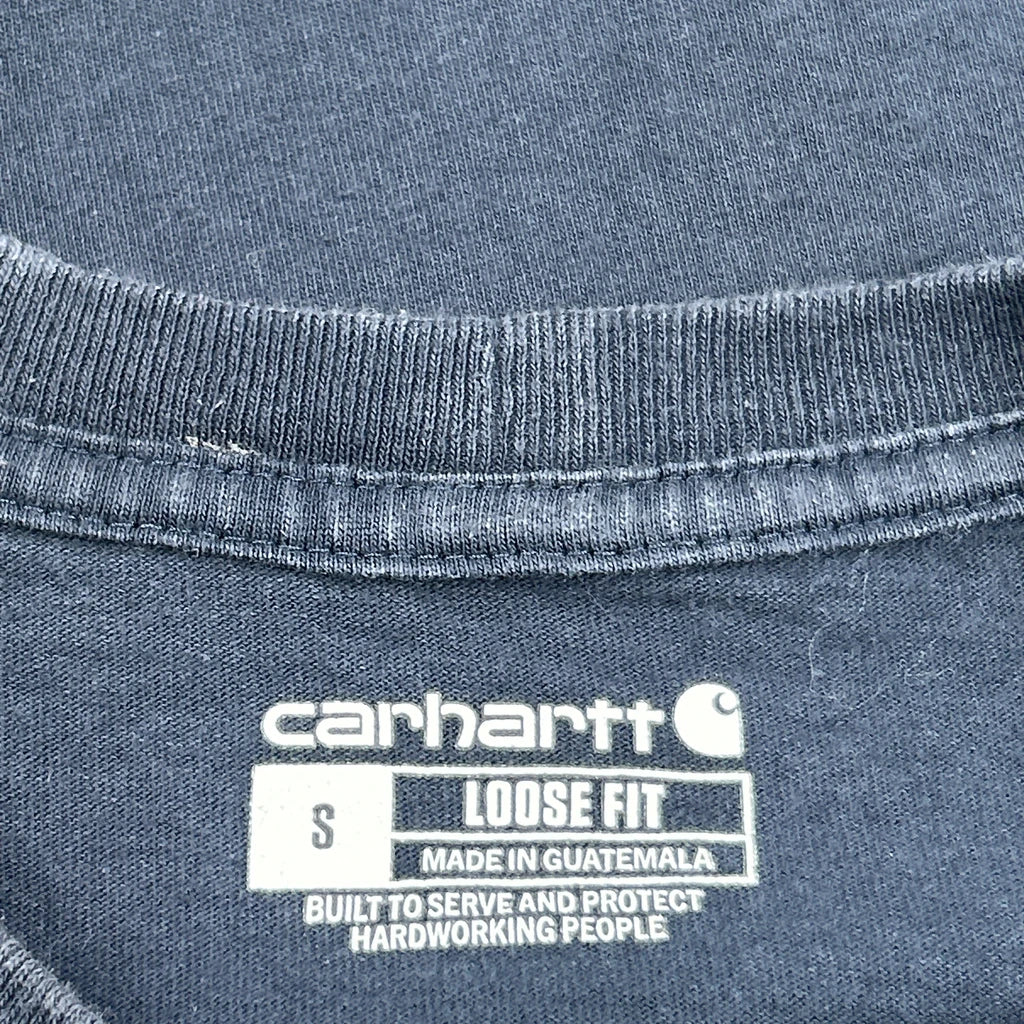 carhartt
S
LOOSE FIT
MADE IN GUATEMALA
BUILT TO SERVE AND PROTECT
HARDWORKING PEOPLE